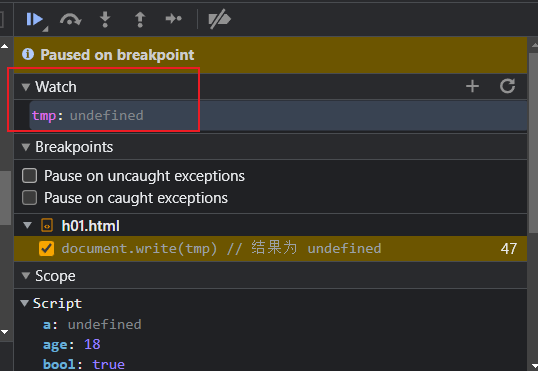 Paused on breakpoint
Watch
tmp: undefined
Breakpoints
Pause on uncaught exceptions
Pause on caught exceptions
h01.html
document.write(tmp) // 结果为 undefined 47
Scope
Script
a: undefined
age: 18
bool: true